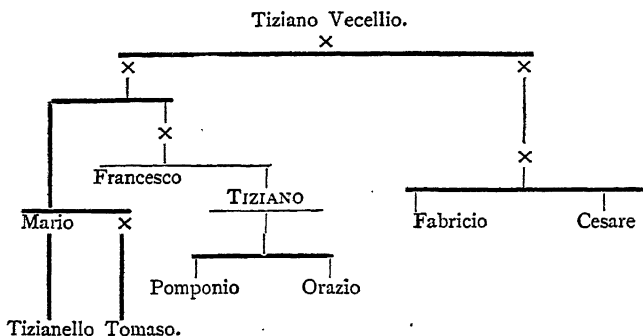 Tiziano Vecellio.
×
× ×
×
×
Francesco
TIZIANO
Mario × Fabricio Cesare
Pomponio Orazio
Tizianello Tomaso.